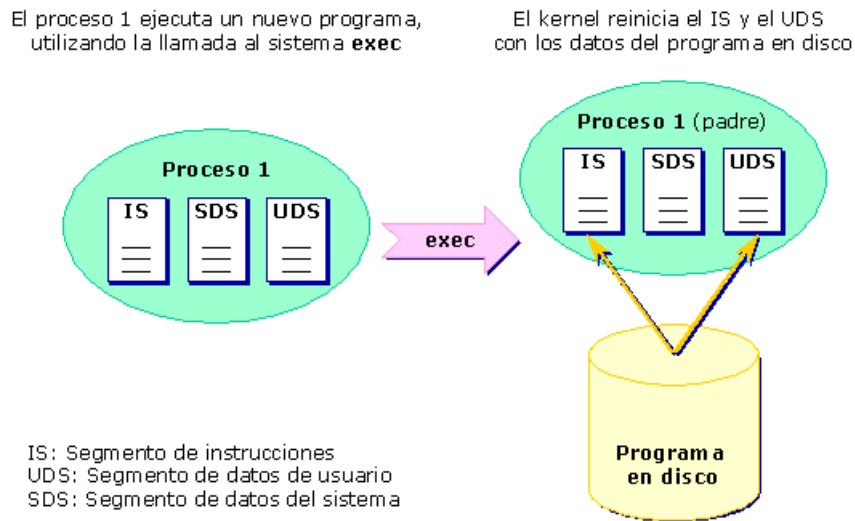 El proceso 1 ejecuta un nuevo programa,
utilizando la llamada al sistema exec
El kernel reinicia el IS y el UDS
con los datos del programa en disco
Proceso 1
IS SDS UDS
exec
Proceso 1 (padre)
IS SDS UDS
Programa
en disco
IS: Segmento de instrucciones
UDS: Segmento de datos de usuario
SDS: Segmento de datos del sistema